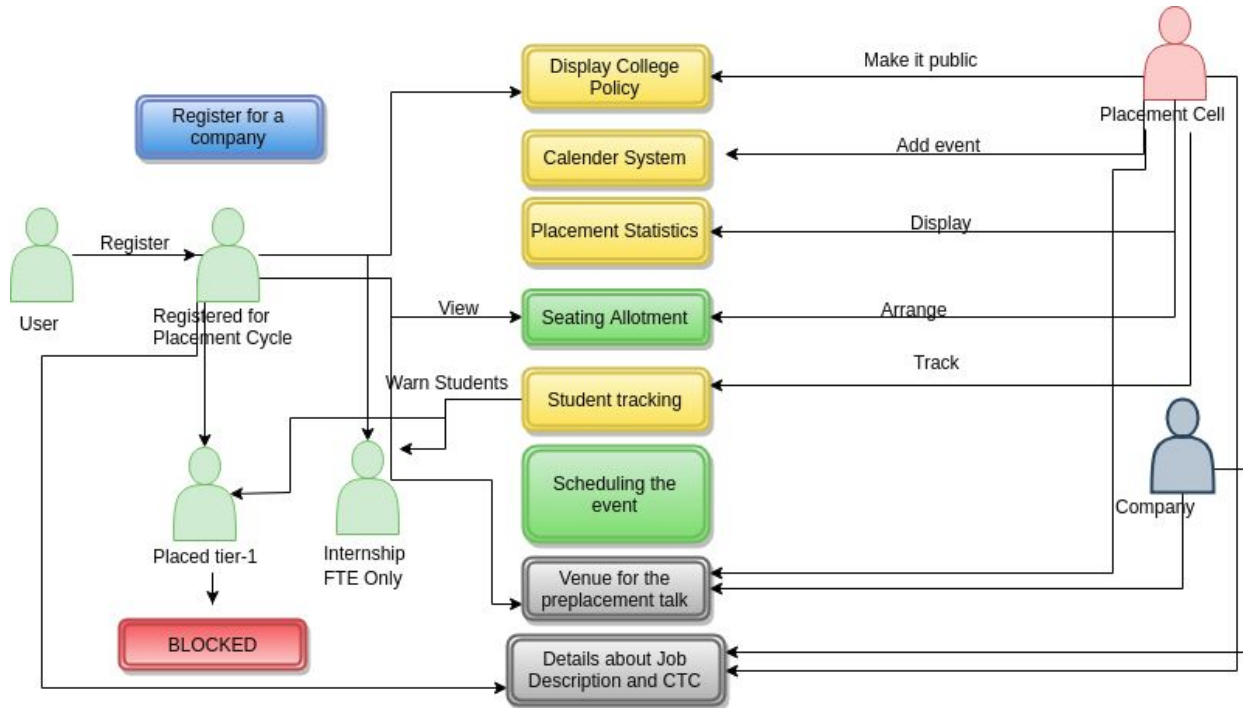 Display College
Policy
Make it public
Placement Cell
Register for a
company
Calender System
Add event
Register
Placement Statistics
Display
User
Registered for
Placement Cycle
View
Seating Allotment
Arrange
Warn Students
Student tracking
Track
Scheduling the
event
Company
Placed tier-1
Internship
FTE Only
Venue for the
preplacement talk
BLOCKED
Details about Job
Description and CTC